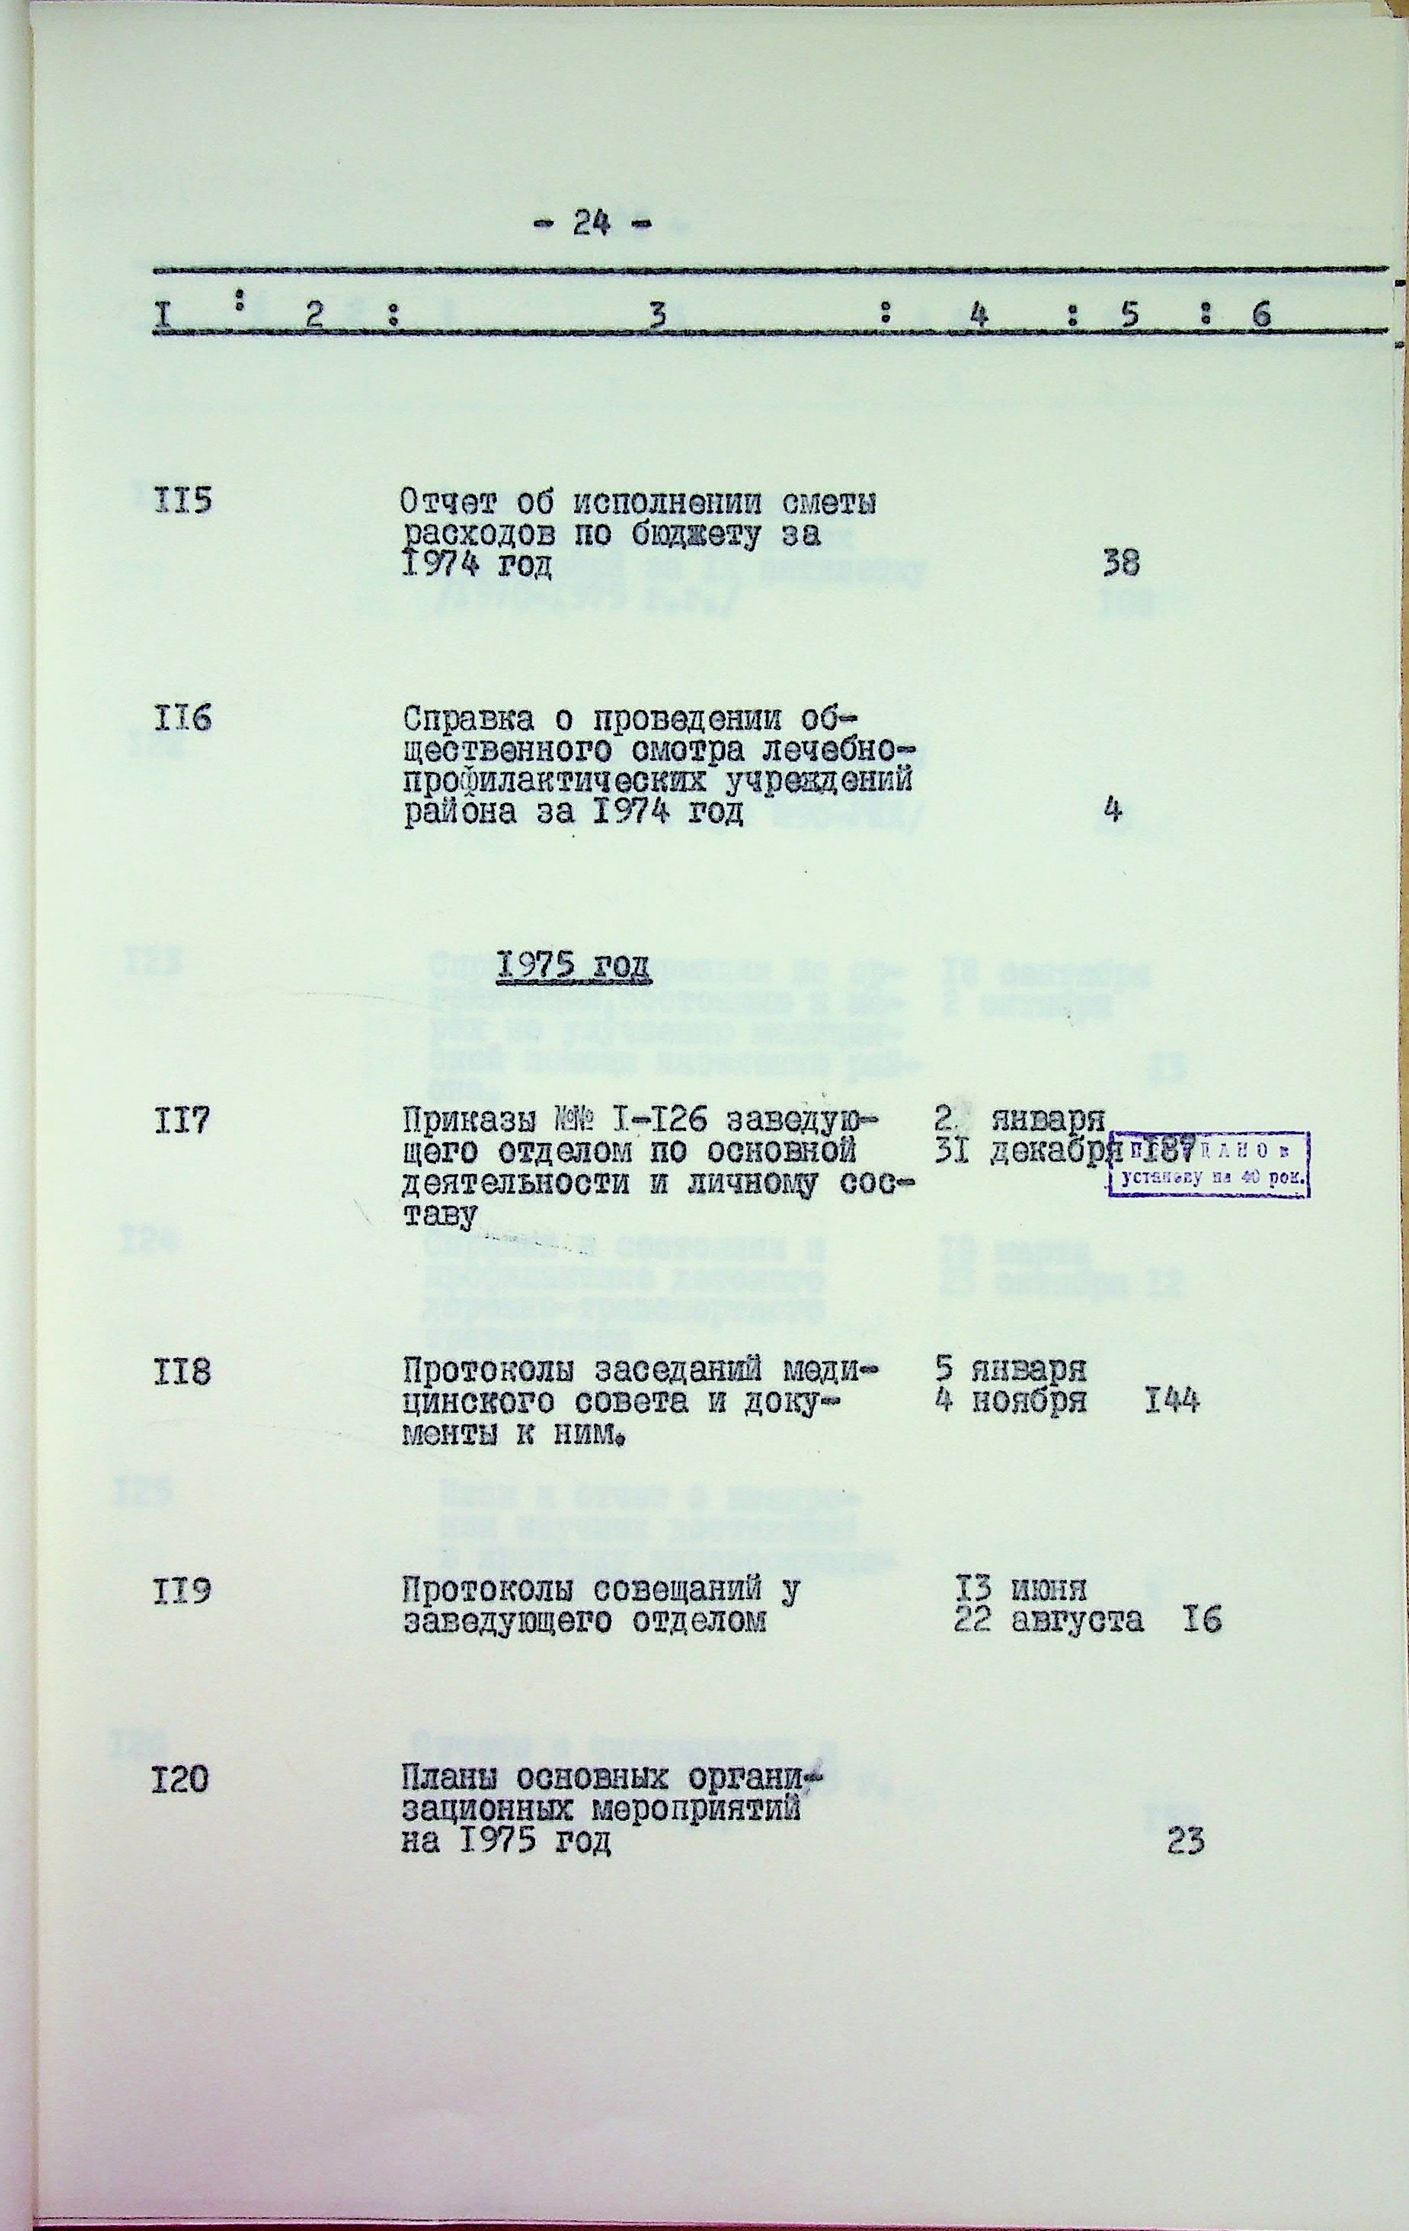 - 24 -
I : 2 : 3 : 4 : 5 : 6
II5 Отчет об исполнении сметы
расходов по бюджету за
I974 год 38
II6 Справка о проведении об-
щественного смотра лечебно-
профилактических учреждений
района за I974 год 4
I975 год
II7 Приказы №№ I-I26 заведую- 2 января
щего отделом по основной 3I декабря I87
деятельности и личному сос-
таву
установу на 40 рок.
II8 Протоколы заседаний меди- 5 января
цинского совета и доку- 4 ноября I44
менты к ним.
II9 Протоколы совещаний у I3 июня
заведующего отделом 22 августа I6
I20 Планы основных органи-
зационных мероприятий
на I975 год 23